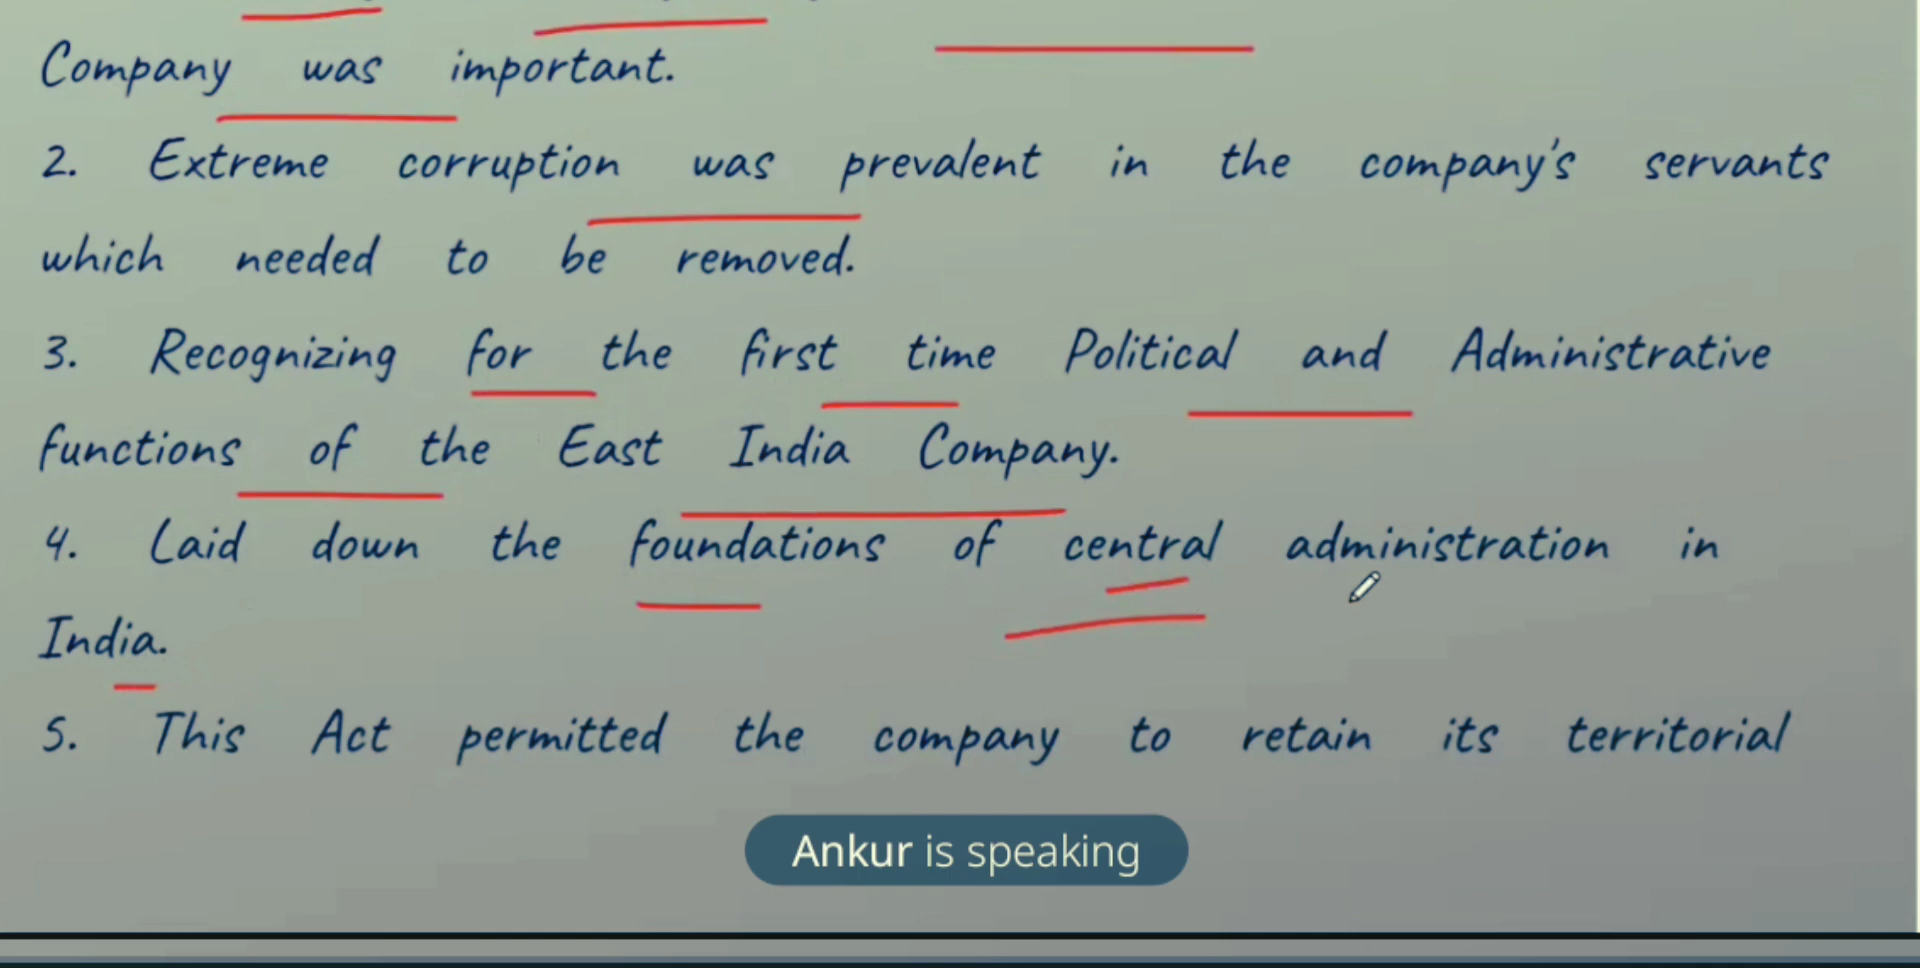 Company was important.
2. Extreme corruption was prevalent in the company's servants
which needed to be removed.
3. Recognizing for the first time Political and Administrative
functions of the East India Company.
4. Laid down the foundations of central administration in
India.
5. This Act permitted the company to retain its territorial
Ankur is speaking